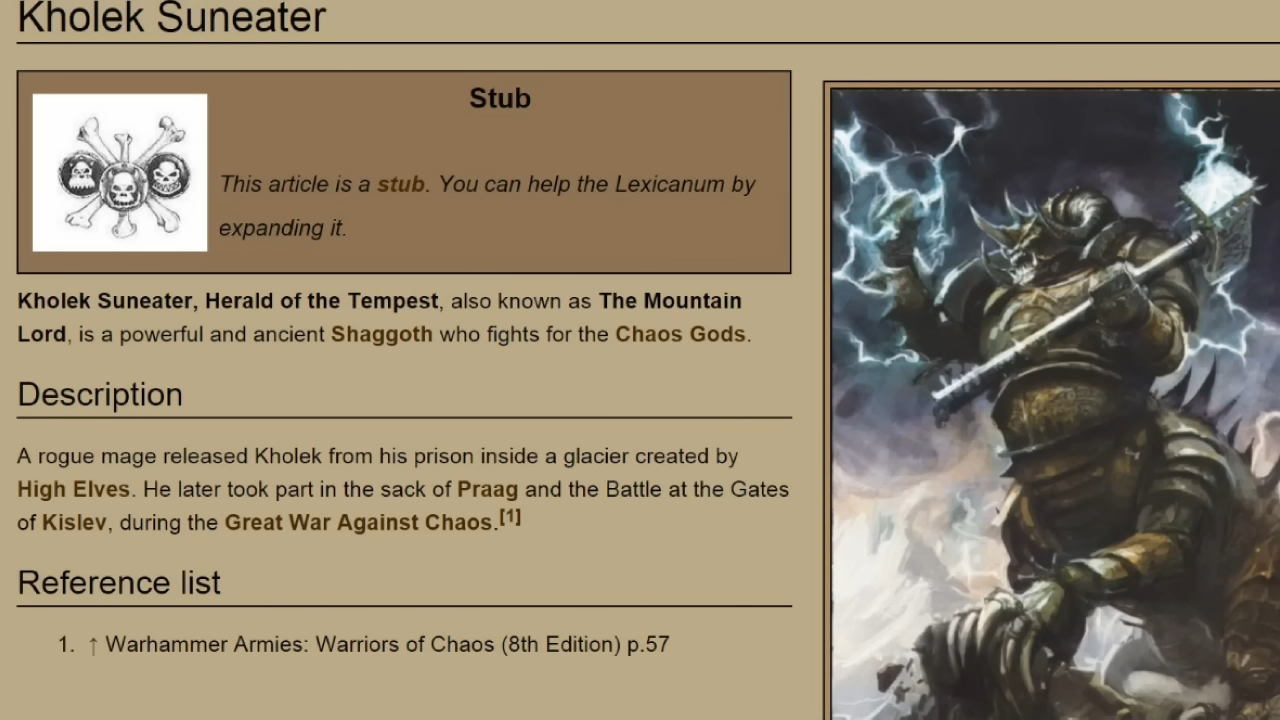 Kholek Suneater
Stub
This article is a stub. You can help the Lexicanum by
expanding it.
Kholek Suneater, Herald of the Tempest, also known as The Mountain
Lord, is a powerful and ancient Shaggoth who fights for the Chaos Gods.
Description
A rogue mage released Kholek from his prison inside a glacier created by
High Elves. He later took part in the sack of Praag and the Battle at the Gates
of Kislev, during the Great War Against Chaos.[1]
Reference list
1. ↑ Warhammer Armies: Warriors of Chaos (8th Edition) p.57